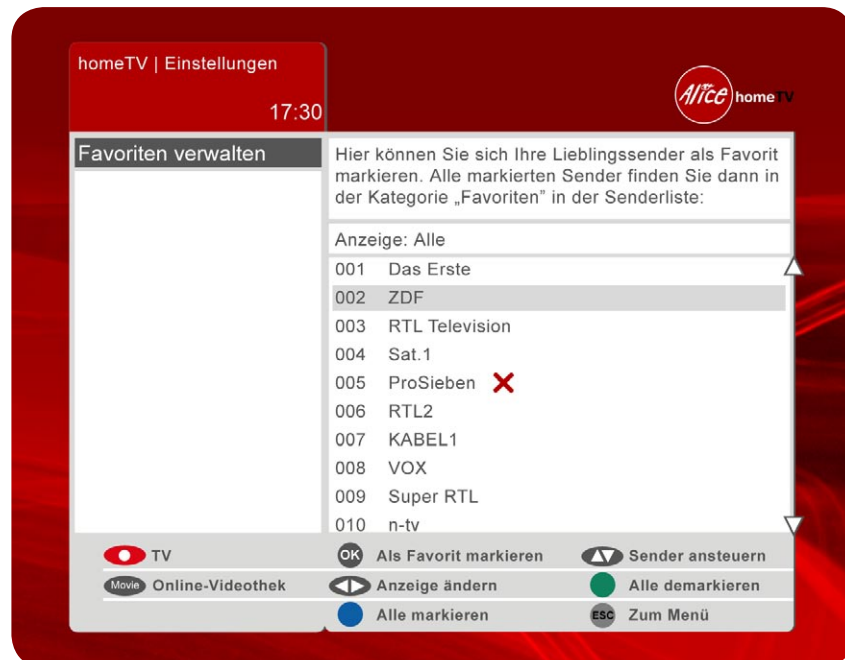 homeTV | Einstellungen
17:30
Alice homeTV
Favoriten verwalten
Hier können Sie sich Ihre Lieblingssender als Favorit
markieren. Alle markierten Sender finden Sie dann in
der Kategorie „Favoriten” in der Senderliste:
Anzeige: Alle
001 Das Erste
002 ZDF
003 RTL Television
004 Sat.1
005 ProSieben
006 RTL2
007 KABEL1
008 VOX
009 Super RTL
010 n-tv
TV
OK Als Favorit markieren
Sender ansteuern
Movie Online-Videothek
Anzeige ändern
Alle demarkieren
Alle markieren
ESC Zum Menü